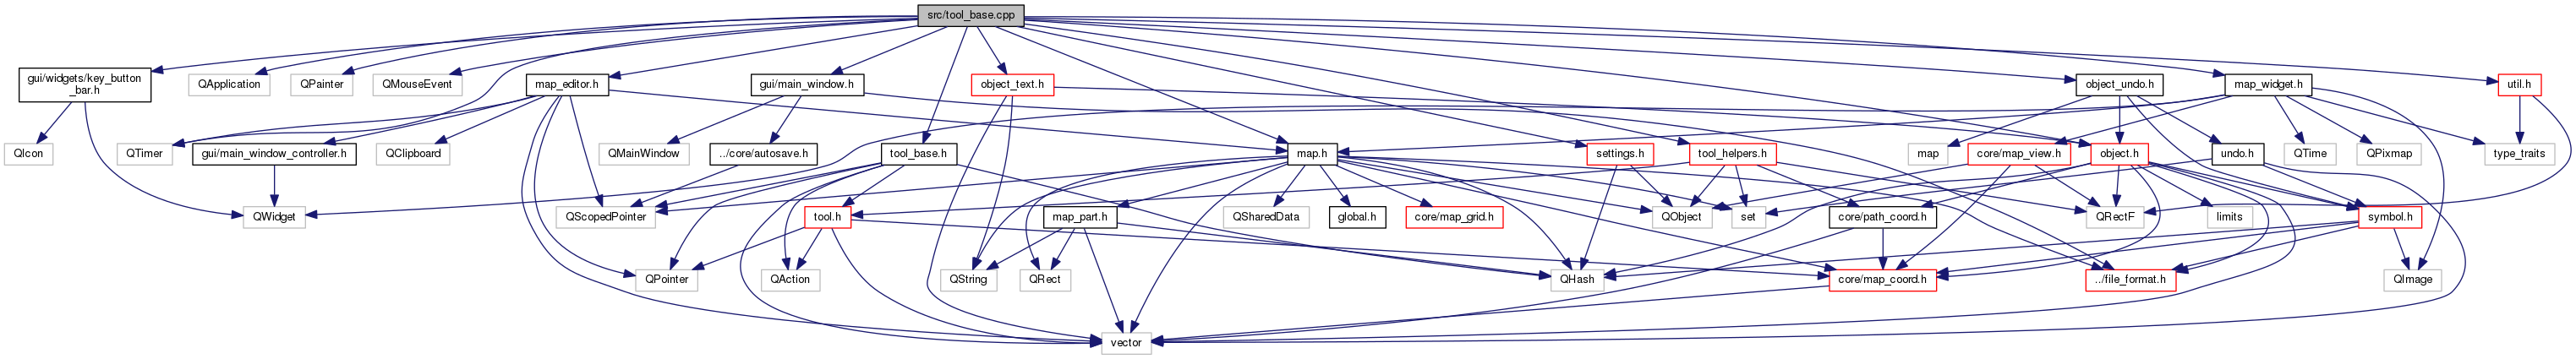 src/tool_base.cpp
gui/widgets/key_button
_bar.h
QApplication
QPainter
QMouseEvent
map_editor.h
gui/main_window.h
object_text.h
object_undo.h
map_widget.h
util.h
QIcon
QTimer
gui/main_window_controller.h
QClipboard
QMainWindow
../core/autosave.h
tool_base.h
map.h
settings.h
tool_helpers.h
map
core/map_view.h
object.h
undo.h
QTime
QPixmap
type_traits
QWidget
QScopedPointer
tool.h
map_part.h
QSharedData
global.h
core/map_grid.h
QObject
set
core/path_coord.h
QRectF
limits
symbol.h
QPointer
QAction
QString
QRect
QHash
core/map_coord.h
../file_format.h
QImage
vector